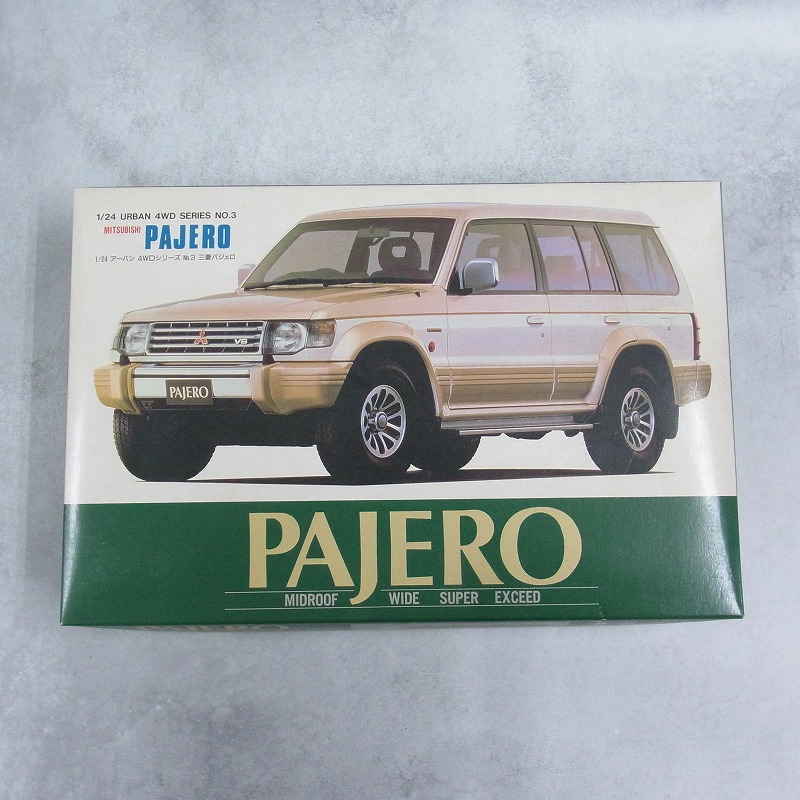 1/24 URBAN 4WD SERIES NO.3
MITSUBISHI PAJERO
1/24 アーバン 4WDシリーズ No.3 三菱パジェロ
V6
PAJERO
PAJERO
MIDROOF WIDE SUPER EXCEED